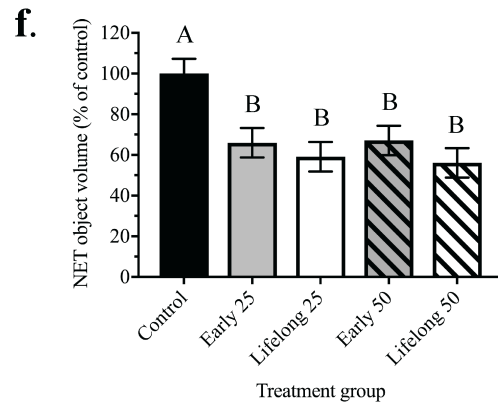 f.
NET object volume (% of control)
120
100
80
60
40
20
0
A
B
B
B
B
Control
Early 25
Lifelong 25
Early 50
Lifelong 50
Treatment group